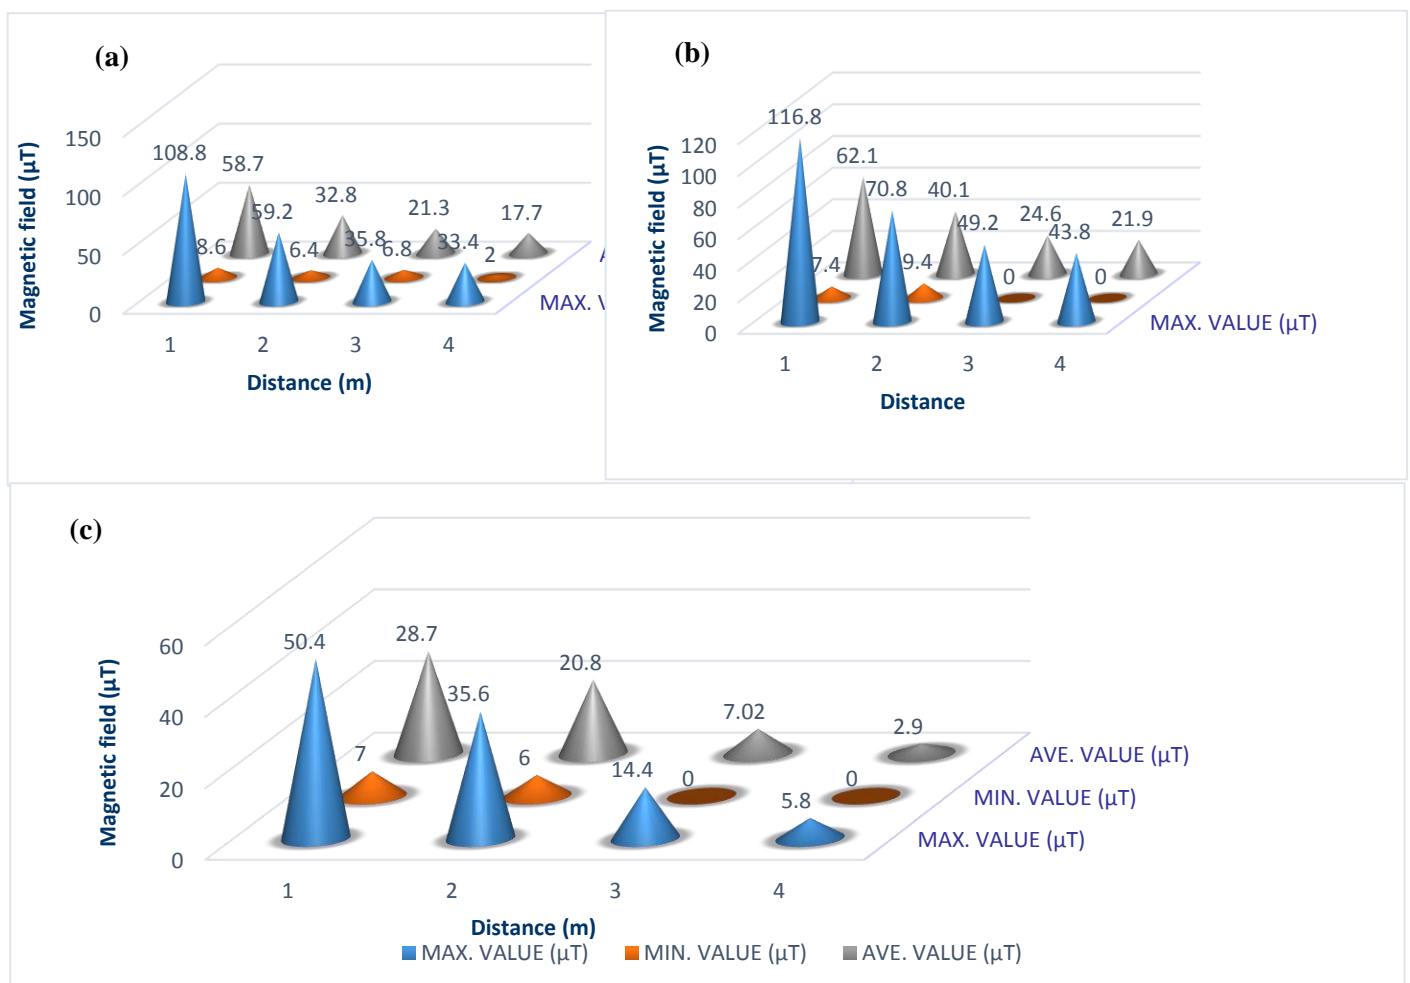 (a)
150
100
50
0
Magnetic field (µT)
108.8
58.7
59.2
32.8
35.8
21.3
33.4
17.7
8.6
6.4
6.8
2
1 2 3 4
Distance (m)
MAX. V
(b)
120
100
80
60
40
20
0
Magnetic field (µT)
116.8
62.1
70.8
40.1
49.2
24.6
43.8
21.9
7.4
9.4
0
0
1 2 3 4
Distance
MAX. VALUE (µT)
(c)
60
40
20
0
Magnetic field (µT)
50.4
28.7
35.6
20.8
14.4
7.02
5.8
2.9
7
6
0
0
AVE. VALUE (µT)
MIN. VALUE (µT)
MAX. VALUE (µT)
1 2 3 4
Distance (m)
MAX. VALUE (µT) MIN. VALUE (µT) AVE. VALUE (µT)